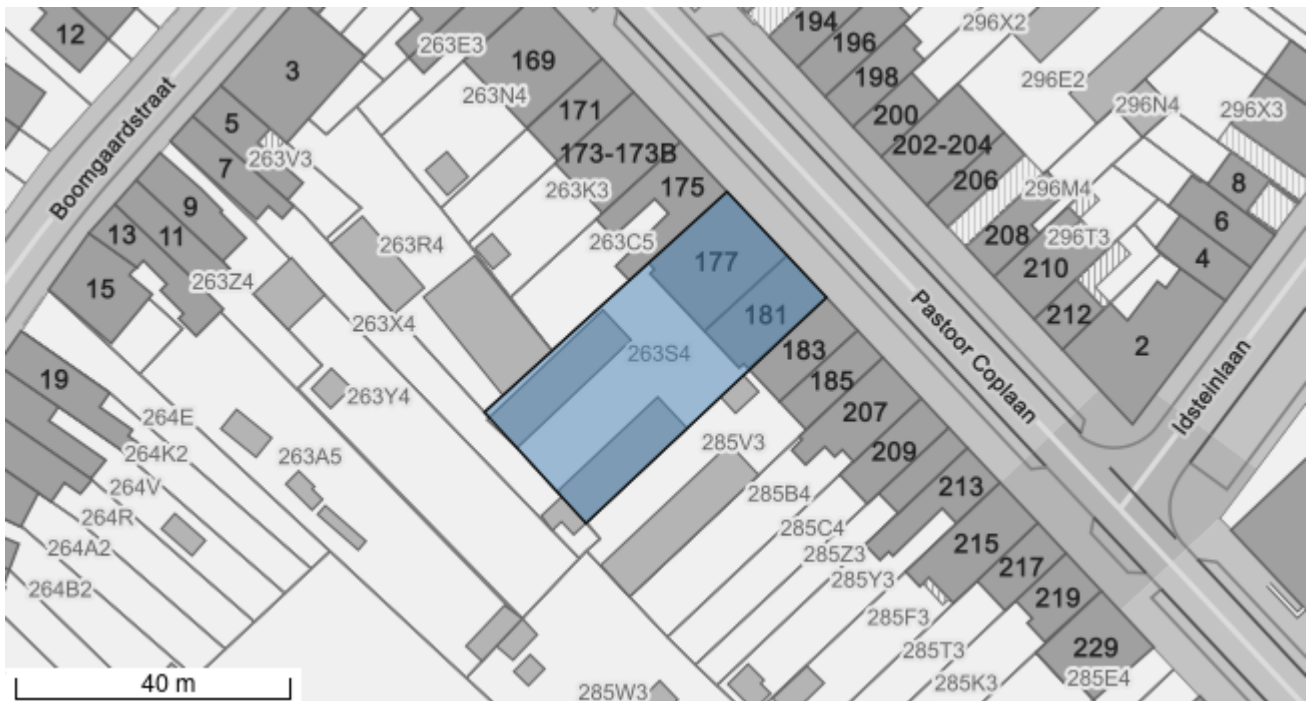 12
263E3
194
296X2
3
169
196
296E2
263N4
198
5
171
200
296N4
296X3
Boomgaardstraat
7
263V3
173-173B
202-204
175
206
296M4
8
9
263K3
208
296T3
6
13
11
263R4
263C5
210
4
15
263Z4
177
212
2
263X4
181
Pastoor Coplaan
Idsteinlaan
263S4
183
19
185
263Y4
264E
207
285V3
264K2
263A5
209
264V
285B4
213
264R
285C4
264A2
285Z3
215
285Y3
217
264B2
285F3
219
285T3
229
40 m
285W3
285K3
285E4